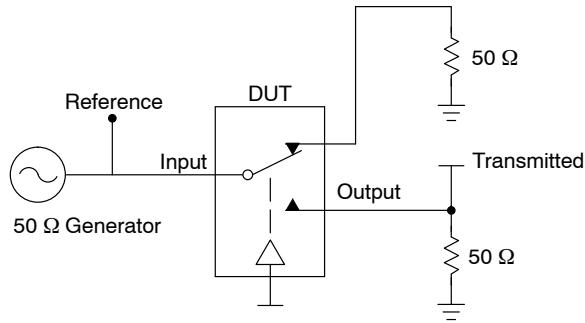 50 Ω
DUT
Reference
Input
Transmitted
Output
50 Ω Generator
50 Ω